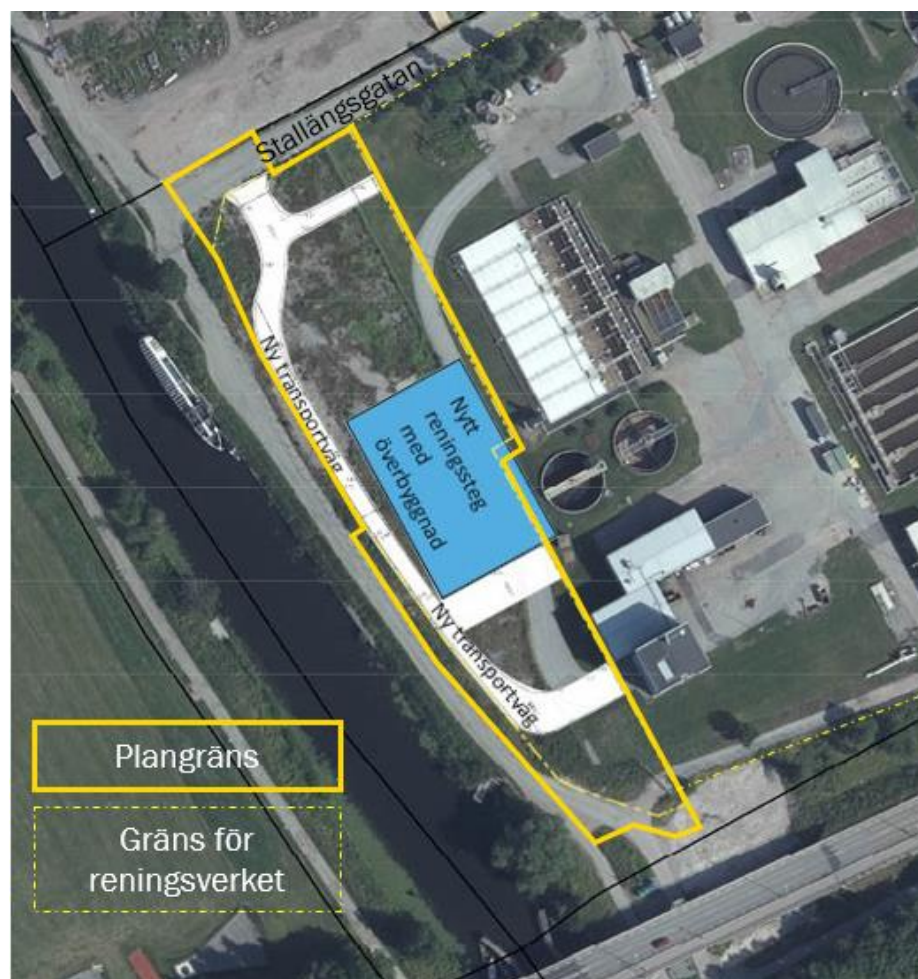 Stallängsgatan
Ny transportväg
Nytt
reningssteg
med
överbyggnad
Ny transportväg
Plangräns
Gräns för
reningsverket